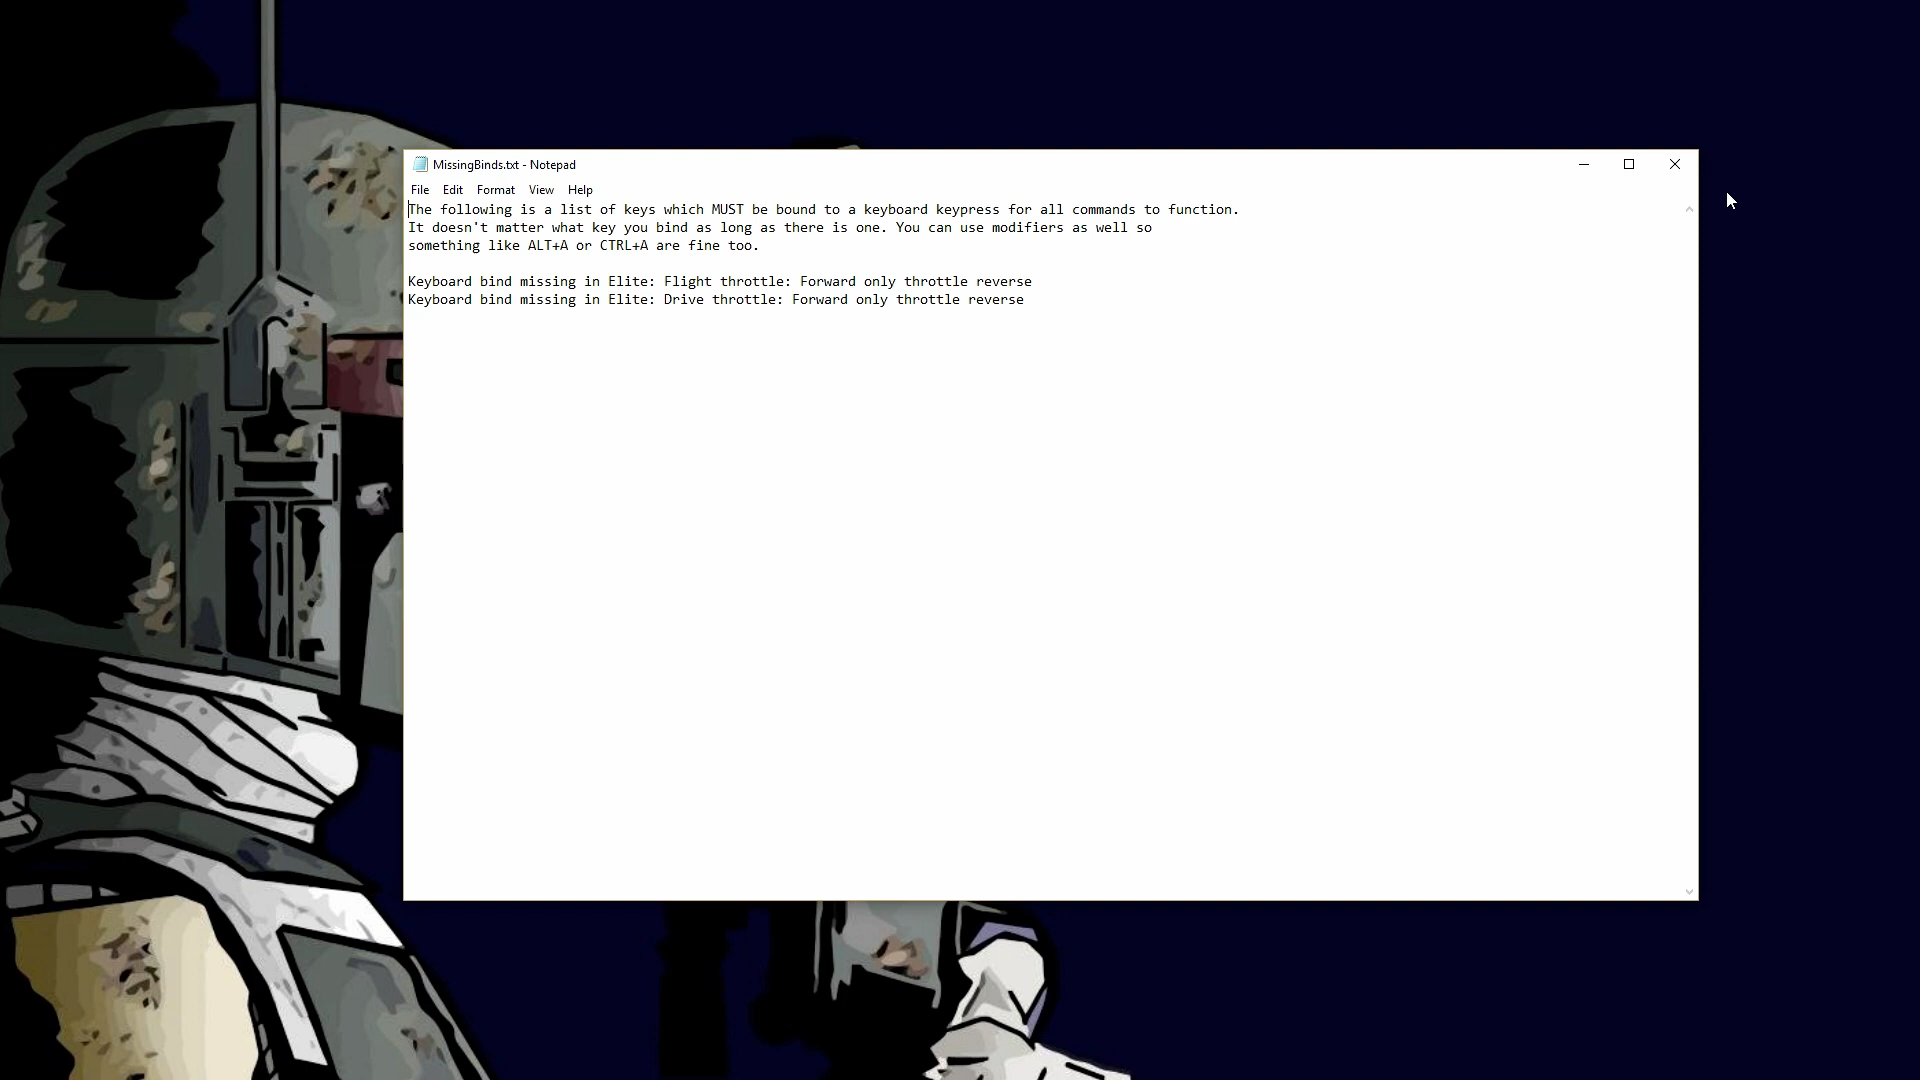 MissingBinds.txt - Notepad
File Edit Format View Help
The following is a list of keys which MUST be bound to a keyboard keypress for all commands to function.
It doesn't matter what key you bind as long as there is one. You can use modifiers as well so
something like ALT+A or CTRL+A are fine too.
Keyboard bind missing in Elite: Flight throttle: Forward only throttle reverse
Keyboard bind missing in Elite: Drive throttle: Forward only throttle reverse